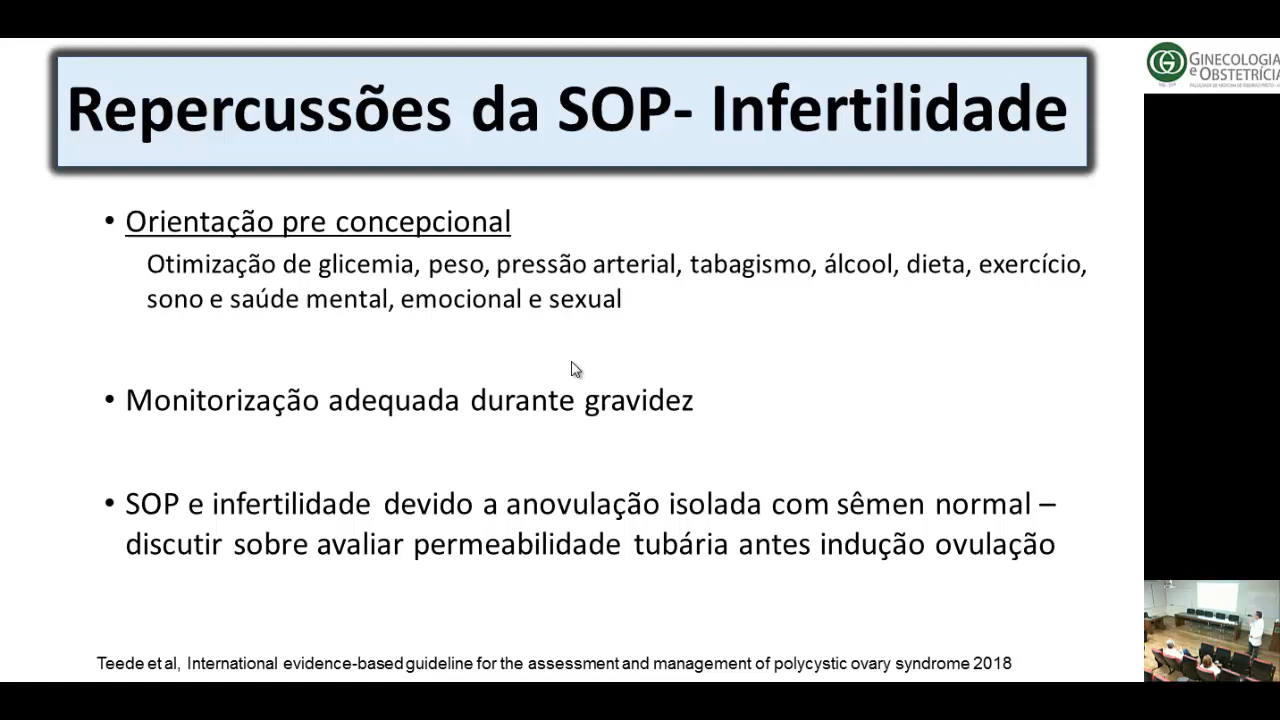 Repercussões da SOP- Infertilidade
GINECOLOGIA
e OBSTETRÍCIA
• Orientação pre concepcional
Otimização de glicemia, peso, pressão arterial, tabagismo, álcool, dieta, exercício,
sono e saúde mental, emocional e sexual
• Monitorização adequada durante gravidez
• SOP e infertilidade devido a anovulação isolada com sêmen normal –
discutir sobre avaliar permeabilidade tubária antes indução ovulação
Teede et al, International evidence-based guideline for the assessment and management of polycystic ovary syndrome 2018